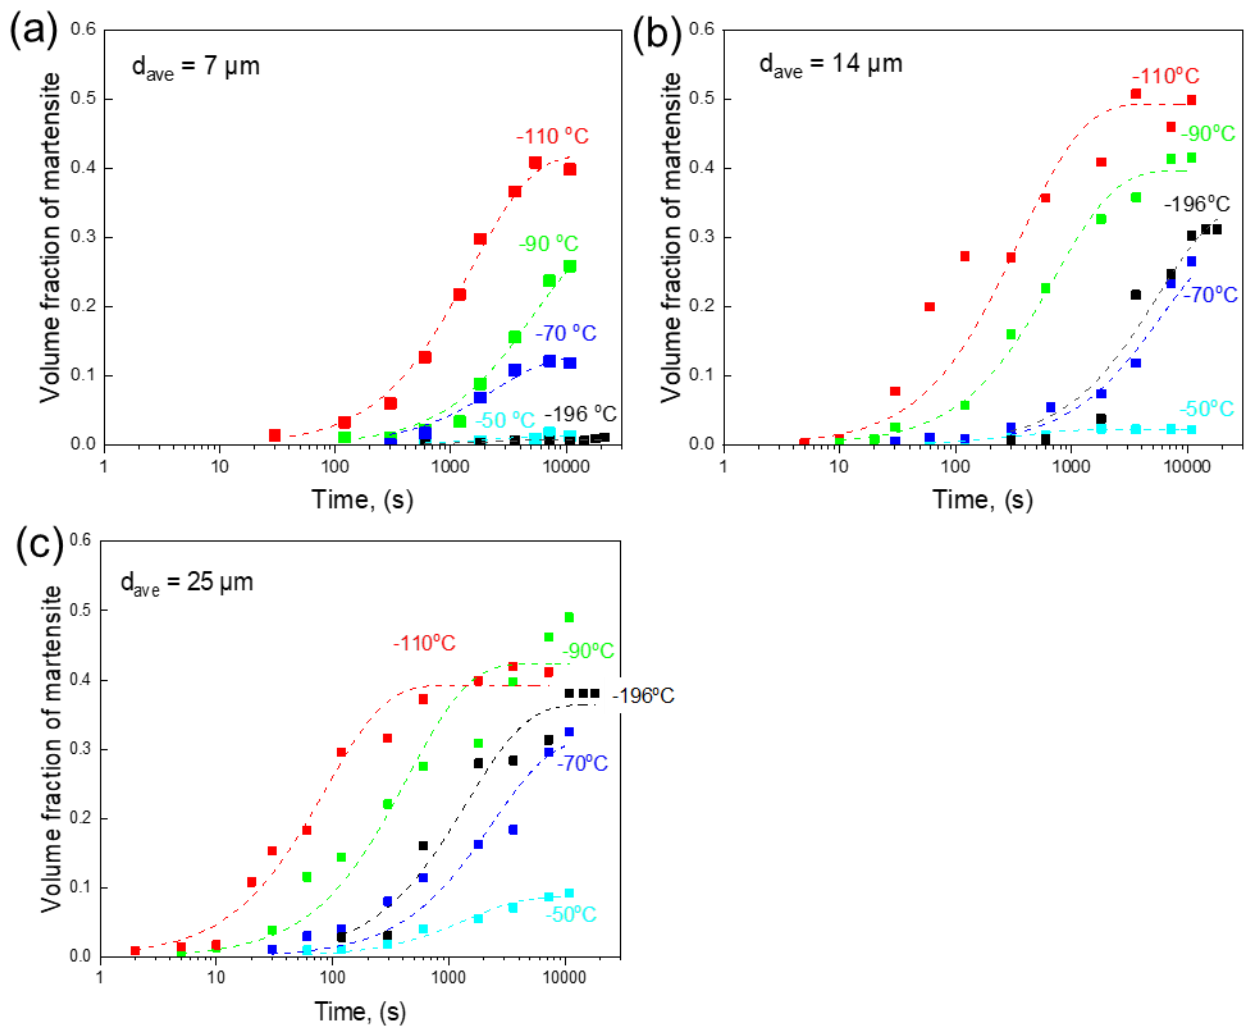 (a)
d_ave = 7 µm
Volume fraction of martensite
0.6
0.5
0.4
0.3
0.2
0.1
0.0
-110 °C
-90 °C
-70 °C
-50 °C
-196 °C
1 10 100 1000 10000
Time, (s)
(b)
d_ave = 14 µm
Volume fraction of martensite
0.6
0.5
0.4
0.3
0.2
0.1
0.0
-110°C
-90°C
-196°C
-70°C
-50°C
1 10 100 1000 10000
Time, (s)
(c)
d_ave = 25 µm
Volume fraction of martensite
0.6
0.5
0.4
0.3
0.2
0.1
0.0
-110°C
-90°C
-196°C
-70°C
-50°C
1 10 100 1000 10000
Time, (s)